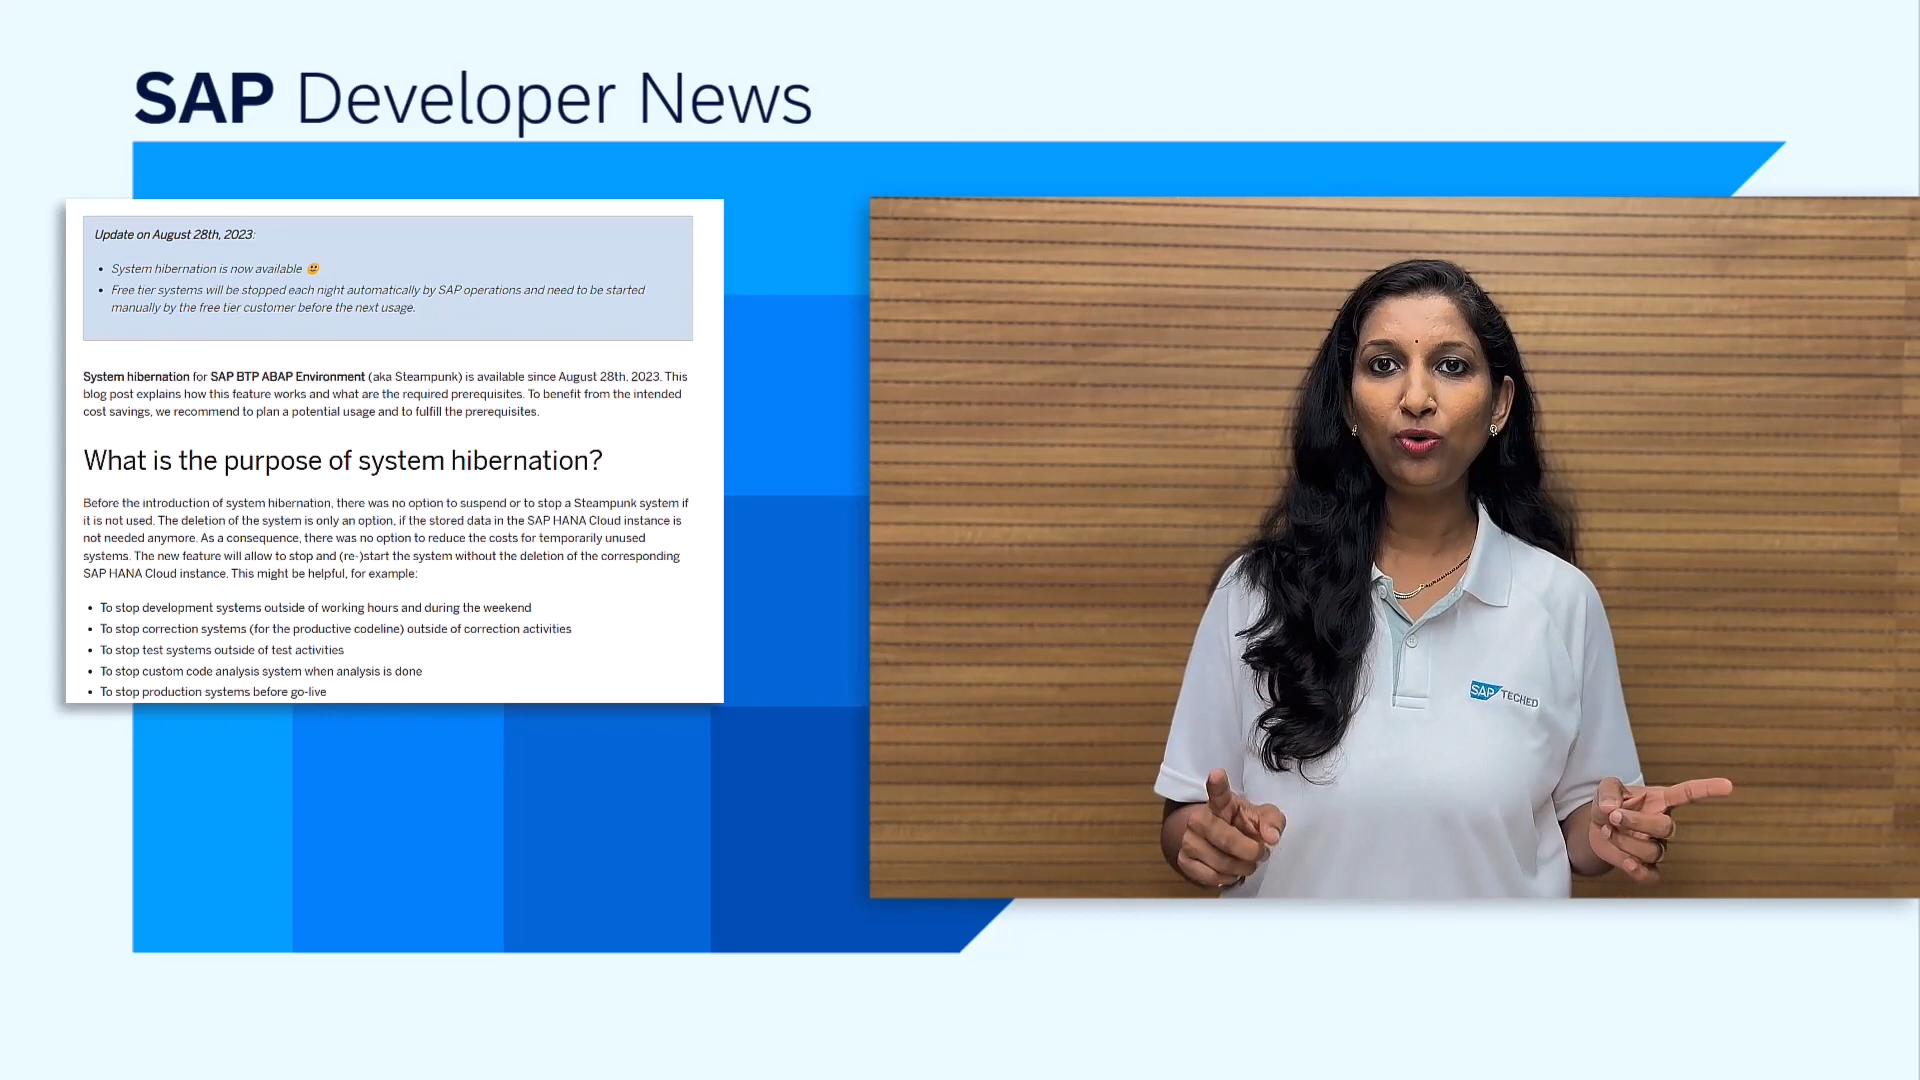 SAP Developer News
Update on August 28th, 2023:
• System hibernation is now available 😃
• Free tier systems will be stopped each night automatically by SAP operations and need to be started
manually by the free tier customer before the next usage.
System hibernation for SAP BTP ABAP Environment (aka Steampunk) is available since August 28th, 2023. This
blog post explains how this feature works and what are the required prerequisites. To benefit from the intended
cost savings, we recommend to plan a potential usage and to fulfill the prerequisites.
What is the purpose of system hibernation?
Before the introduction of system hibernation, there was no option to suspend or to stop a Steampunk system if
it is not used. The deletion of the system is only an option, if the stored data in the SAP HANA Cloud instance is
not needed anymore. As a consequence, there was no option to reduce the costs for temporarily unused
systems. The new feature will allow to stop and (re-)start the system without the deletion of the corresponding
SAP HANA Cloud instance. This might be helpful, for example:
• To stop development systems outside of working hours and during the weekend
• To stop correction systems (for the productive codeline) outside of correction activities
• To stop test systems outside of test activities
• To stop custom code analysis system when analysis is done
• To stop production systems before go-live
SAP TECHED